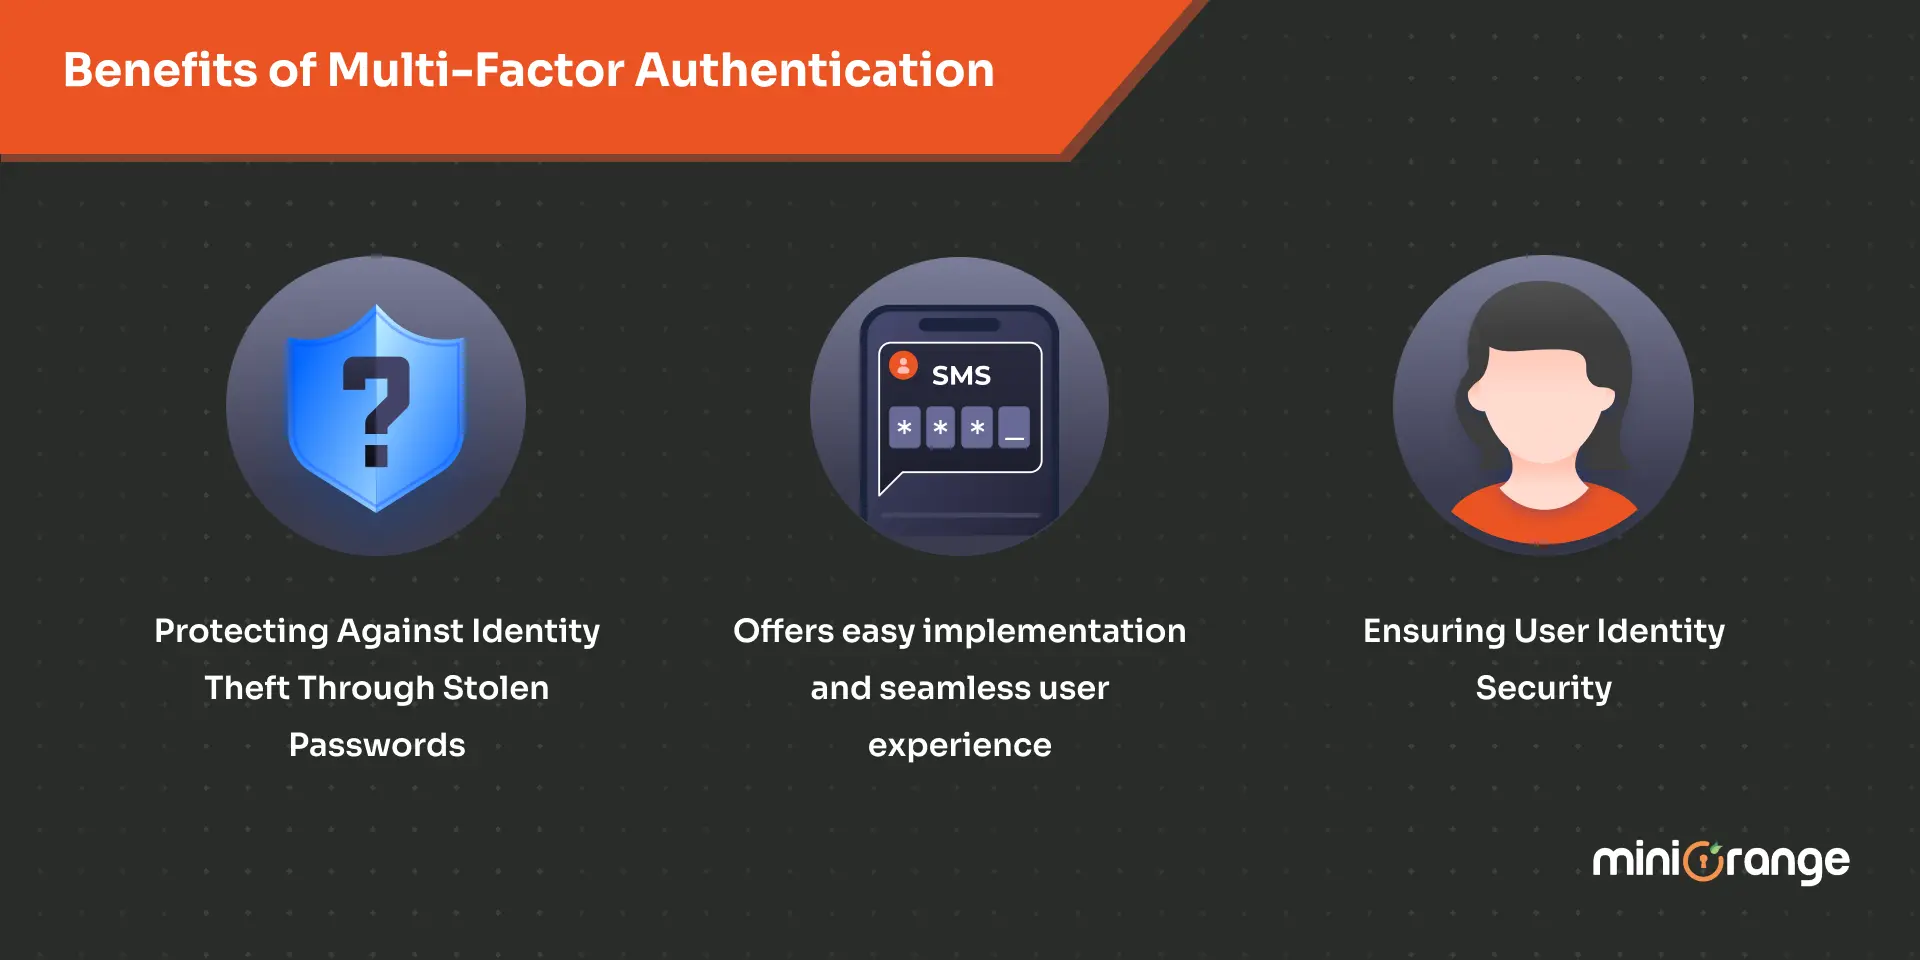 Benefits of Multi-Factor Authentication
SMS
* * * _
Protecting Against Identity
Theft Through Stolen
Passwords
Offers easy implementation
and seamless user
experience
Ensuring User Identity
Security
miniOrange